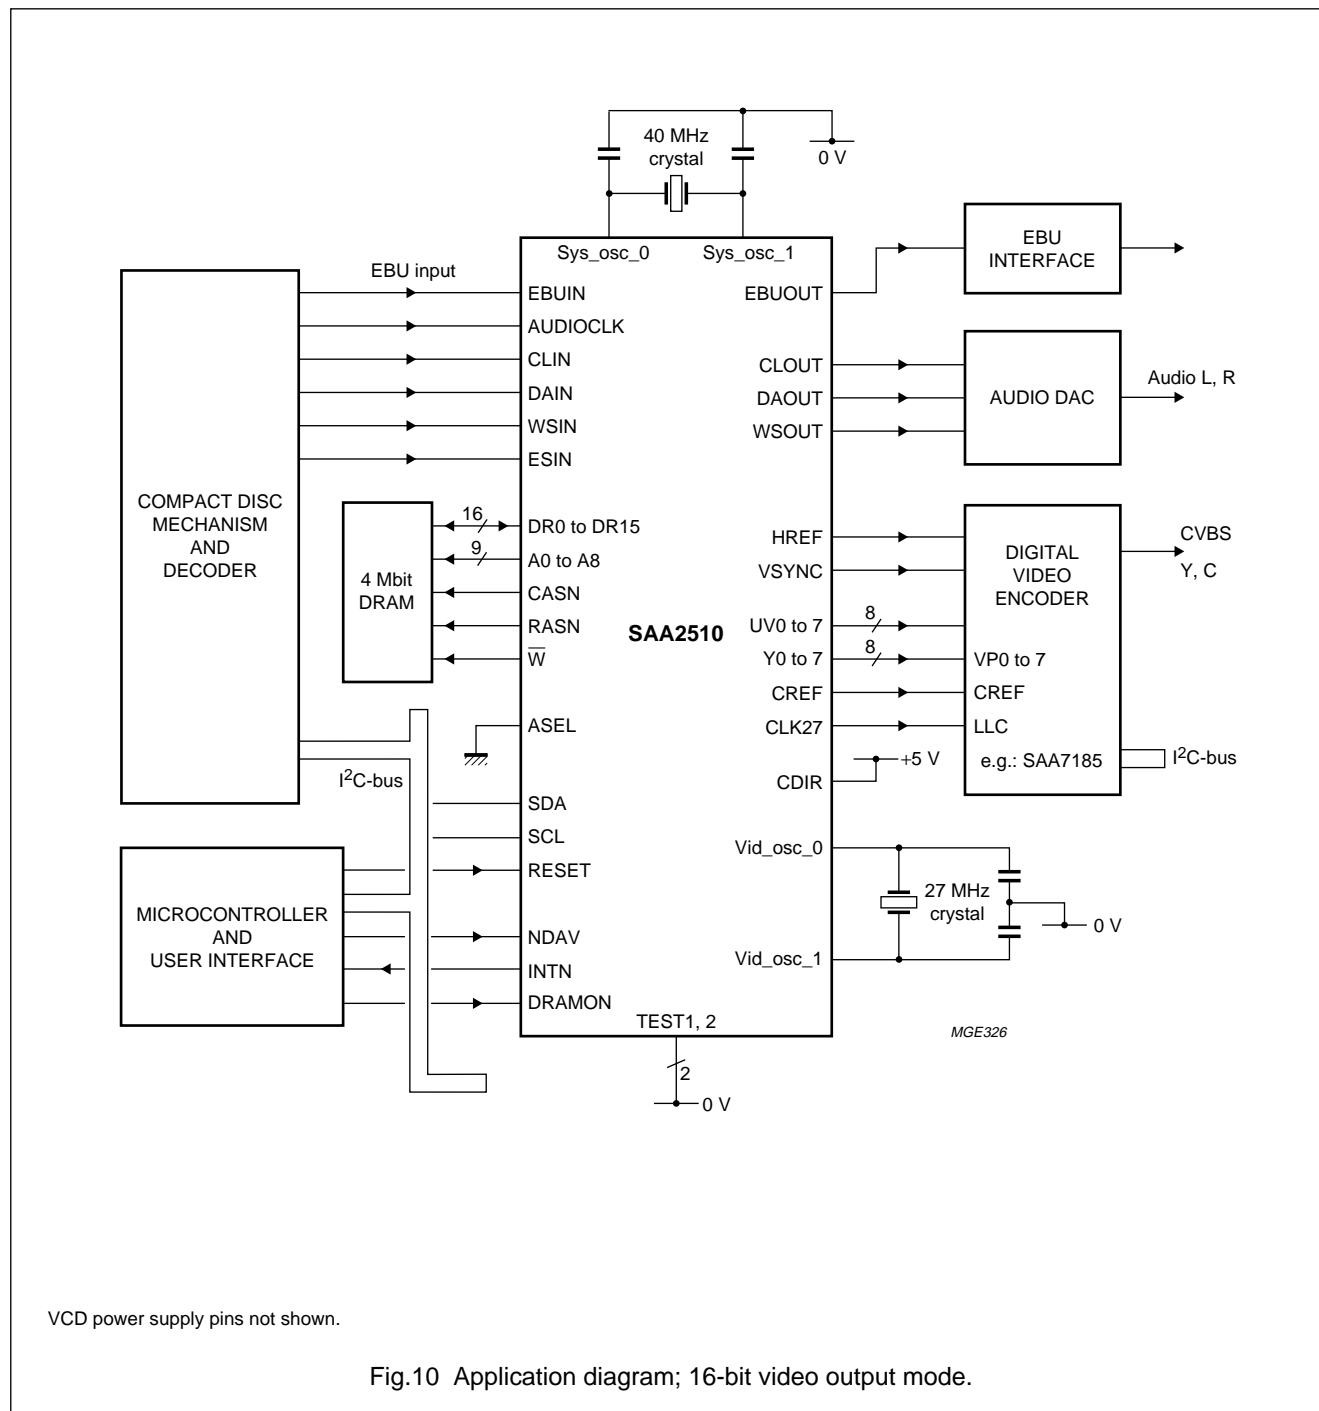 40 MHz
crystal
0 V
Sys_osc_0
Sys_osc_1
EBU input
EBUIN
AUDIOCLK
CLIN
DAIN
WSIN
ESIN
COMPACT DISC
MECHANISM
AND
DECODER
4 Mbit
DRAM
16
DR0 to DR15
9
A0 to A8
CASN
RASN
W̅
ASEL
I²C-bus
SDA
SCL
RESET
MICROCONTROLLER
AND
USER INTERFACE
NDAV
INTN
DRAMON
SAA2510
TEST1, 2
2
0 V
EBUOUT
EBU
INTERFACE
CLOUT
DAOUT
WSOUT
AUDIO DAC
Audio L, R
HREF
VSYNC
UV0 to 7
8
Y0 to 7
8
CREF
CLK27
DIGITAL
VIDEO
ENCODER
VP0 to 7
CREF
LLC
e.g.: SAA7185
CVBS
Y, C
I²C-bus
+5 V
CDIR
Vid_osc_0
27 MHz
crystal
0 V
Vid_osc_1
MGE326
VCD power supply pins not shown.
Fig.10 Application diagram; 16-bit video output mode.